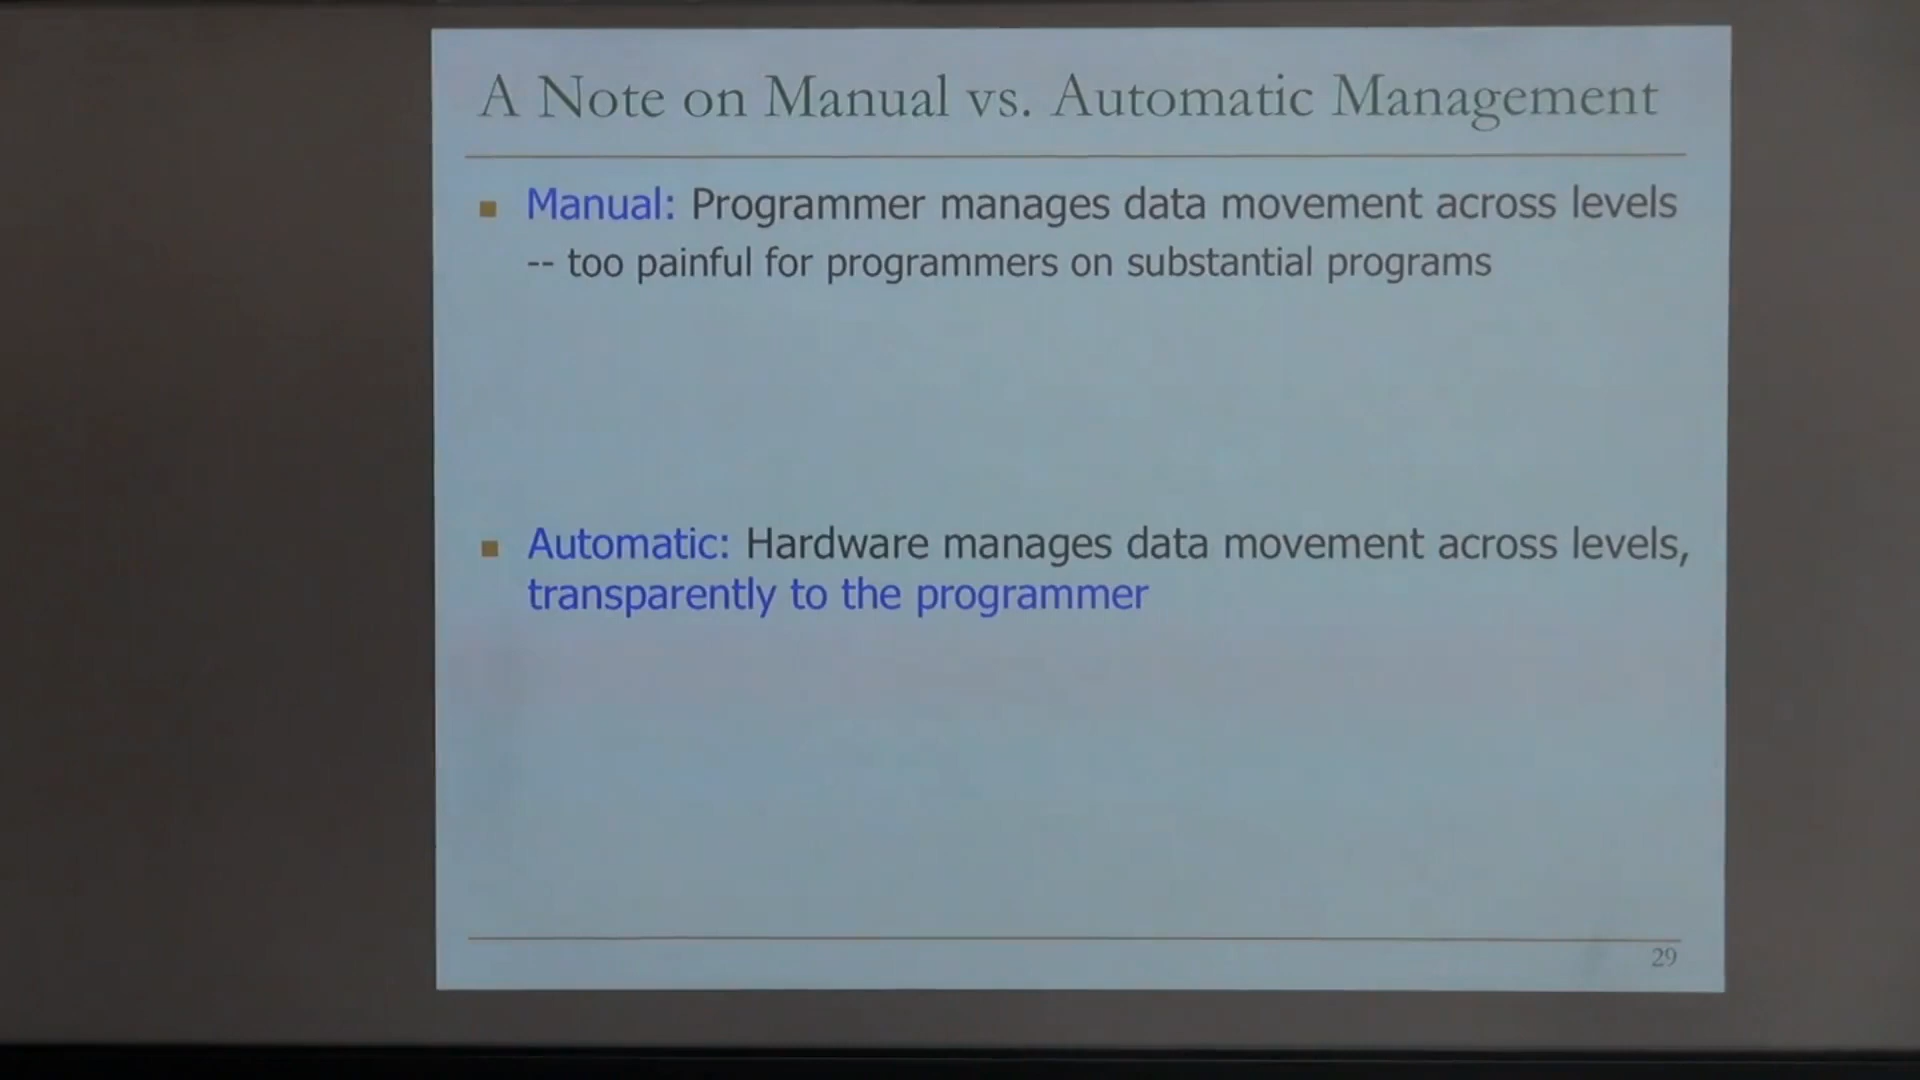 A Note on Manual vs. Automatic Management
Manual: Programmer manages data movement across levels
-- too painful for programmers on substantial programs
Automatic: Hardware manages data movement across levels,
transparently to the programmer
29